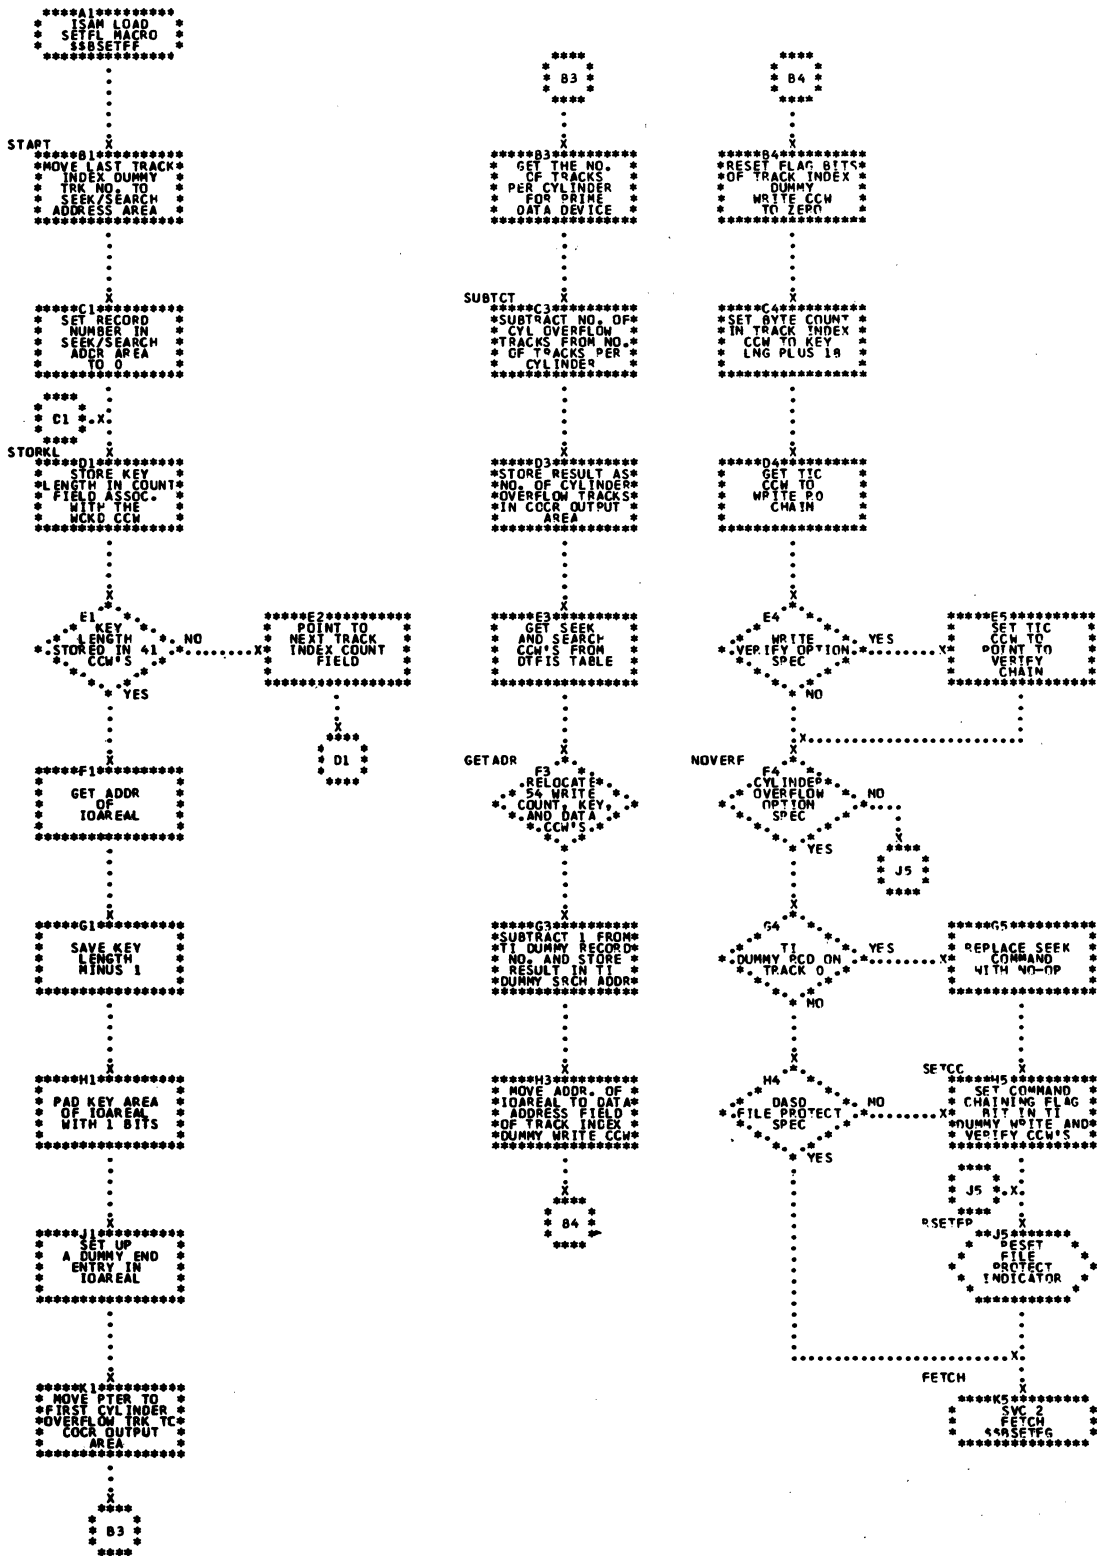 A1
ISAM LOAD
SETFL MACRO
$$BSETFF
START
B1
MOVE LAST TRACK
INDEX DUMMY
TRK NO. TO
SEEK/SEARCH
ADDRESS AREA
C1
SET RECORD
NUMBER IN
SEEK/SEARCH
ADDR AREA
TO 0
D1
STORKL
D1
STORE KEY
LENGTH IN COUNT
FIELD ASSOC.
WITH THE
WCKD CCW
E1
KEY
LENGTH
STORED IN 41
CCW'S
NO
YES
E2
POINT TO
NEXT TRACK
INDEX COUNT
FIELD
D1
F1
GET ADDR
OF
IOAREAL
G1
SAVE KEY
LENGTH
MINUS 1
H1
PAD KEY AREA
OF IOAREAL
WITH 1 BITS
J1
SET UP
A DUMMY END
ENTRY IN
IOAREAL
K1
MOVE PTER TO
FIRST CYLINDER
OVERFLOW TRK TO
COCR OUTPUT
AREA
B3
B3
B3
GET THE NO.
OF TRACKS
PER CYLINDER
FOR PRIME
DATA DEVICE
SUBTCT
C3
SUBTRACT NO. OF
CYL OVERFLOW
TRACKS FROM NO.
OF TRACKS PER
CYLINDER
D3
STORE RESULT AS
NO. OF CYLINDER
OVERFLOW TRACKS
IN COCR OUTPUT
AREA
E3
GET SEEK
AND SEARCH
CCW'S FROM
DTFIS TABLE
GETADR
F3
RELOCATE
54 WRITE
COUNT, KEY,
AND DATA
CCW'S
G3
SUBTRACT 1 FROM
TI DUMMY RECORD
NO. AND STORE
RESULT IN TI
DUMMY SRCH ADDR
H3
MOVE ADDR. OF
IOAREAL TO DATA
ADDRESS FIELD
OF TRACK INDEX
DUMMY WRITE CCW
B4
B4
B4
RESET FLAG BITS
OF TRACK INDEX
DUMMY
WRITE CCW
TO ZERO
C4
SET BYTE COUNT
IN TRACK INDEX
CCW TO KEY
LNG PLUS 18
D4
GET TIC
CCW TO
WRITE R0
CHAIN
E4
WRITE
VERIFY OPTION
SPEC
YES
NO
E5
SET TIC
CCW TO
POINT TO
VERIFY
CHAIN
NOVERF
F4
CYLINDER
OVERFLOW
OPTION
SPEC
NO
YES
J5
G4
TI
DUMMY RCD ON
TRACK 0
YES
NO
G5
REPLACE SEEK
COMMAND
WITH NO-OP
H4
DASD
FILE PROTECT
SPEC
NO
YES
SETCC
H5
SET COMMAND
CHAINING FLAG
BIT IN TI
DUMMY WRITE AND
VERIFY CCW'S
J5
RSETFP
J5
RESET
FILE
PROTECT
INDICATOR
FETCH
K5
SVC 2
FETCH
$$BSETFG